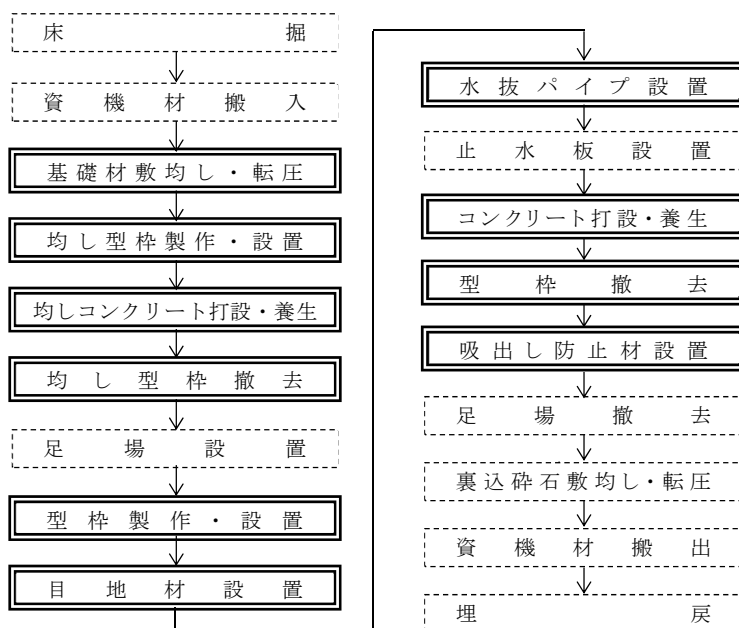 床掘
資機材搬入
基礎材敷均し・転圧
均し型枠製作・設置
均しコンクリート打設・養生
均し型枠撤去
足場設置
型枠製作・設置
目地材設置
水抜パイプ設置
止水板設置
コンクリート打設・養生
型枠撤去
吸出し防止材設置
足場撤去
裏込砕石敷均し・転圧
資機材搬出
埋戻